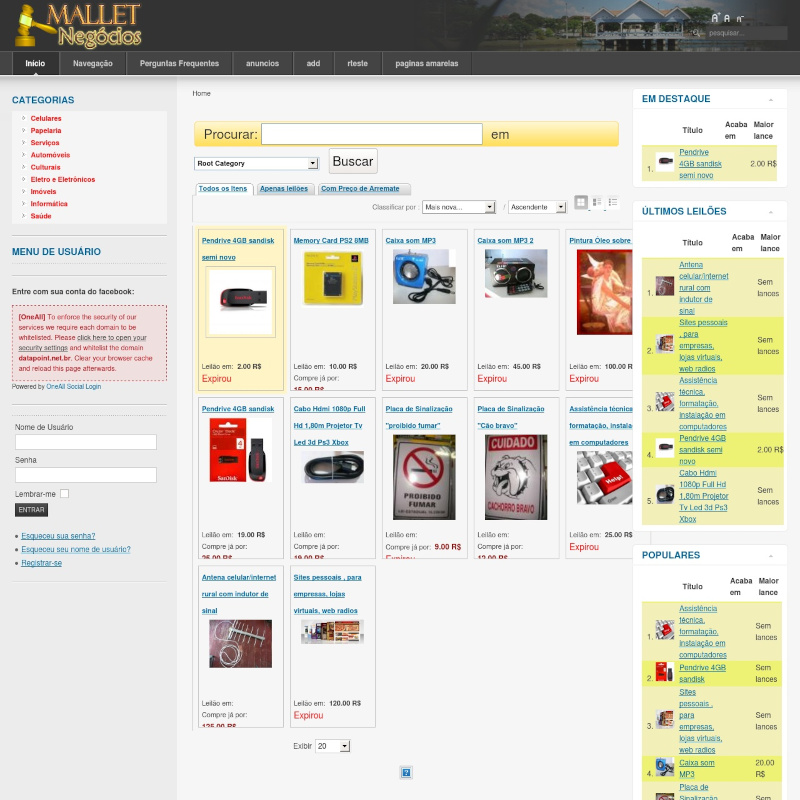 MALLET
Negócios
A+ A A-
pesquisar...
Início
Navegação
Perguntas Frequentes
anuncios
add
rteste
paginas amarelas
CATEGORIAS
Celulares
Papelaria
Serviços
Automóveis
Culturais
Eletro e Eletrônicos
Imóveis
Informática
Saúde
MENU DE USUÁRIO
Entre com sua conta do facebook:
[OneAll] To enforce the security of our
services we require each domain to be
whitelisted. Please click here to open your
security settings and whitelist the domain
datapoint.net.br. Clear your browser cache
and reload this page afterwards.
Powered by OneAll Social Login
Nome de Usuário
Senha
Lembrar-me
ENTRAR
Esqueceu sua senha?
Esqueceu seu nome de usuário?
Registrar-se
Home
Procurar: em
Root Category
Buscar
Todos os Itens
Apenas leilões
Com Preço de Arremate
Classificar por : Mais nova... / Ascendente
Pendrive 4GB sandisk
semi novo
Leilão em: 2.00 R$
Expirou
Memory Card PS2 8MB
Leilão em: 10.00 R$
Compre já por:
15.00 R$
Caixa som MP3
Leilão em: 20.00 R$
Expirou
Caixa som MP3 2
Leilão em: 45.00 R$
Expirou
Pintura Óleo sobre
Leilão em: 100.00 R
Expirou
Pendrive 4GB sandisk
SanDisk
Leilão em: 19.00 R$
Compre já por:
25.00 R$
Cabo Hdmi 1080p Full
Hd 1,80m Projetor Tv
Led 3d Ps3 Xbox
Leilão em:
Compre já por:
19.00 R$
Placa de Sinalização
"proibido fumar"
PROIBIDO
FUMAR
Leilão em:
Compre já por: 9.00 R$
Expirou
Placa de Sinalização
"Cão bravo"
CUIDADO
CACHORRO BRAVO
Leilão em:
Compre já por:
12.00 R$
Assistência técnica
formatação, instala
em computadores
Help!
Leilão em: 25.00 R$
Expirou
Antena celular/internet
rural com indutor de
sinal
Leilão em:
Compre já por:
125.00 R$
Sites pessoais , para
empresas, lojas
virtuais, web radios
Leilão em: 120.00 R$
Expirou
Exibir 20
?
EM DESTAQUE
Título
Acaba
em
Maior
lance
1.
Pendrive
4GB sandisk
semi novo
2.00 R$
ÚLTIMOS LEILÕES
Título
Acaba
em
Maior
lance
1.
Antena
celular/internet
rural com
indutor de
sinal
Sem
lances
2.
Sites pessoais
, para
empresas,
lojas virtuais,
web radios
Sem
lances
3.
Assistência
técnica,
formatação,
instalação em
computadores
Sem
lances
4.
Pendrive 4GB
sandisk semi
novo
2.00 R$
5.
Cabo Hdmi
1080p Full Hd
1,80m Projetor
Tv Led 3d Ps3
Xbox
Sem
lances
POPULARES
Título
Acaba
em
Maior
lance
1.
Assistência
técnica,
formatação,
instalação em
computadores
Sem
lances
2.
Pendrive 4GB
sandisk
Sem
lances
3.
Sites
pessoais ,
para
empresas,
lojas virtuais,
web radios
Sem
lances
4.
Caixa som
MP3
20.00
R$
Placa de
Sinalização
Sem